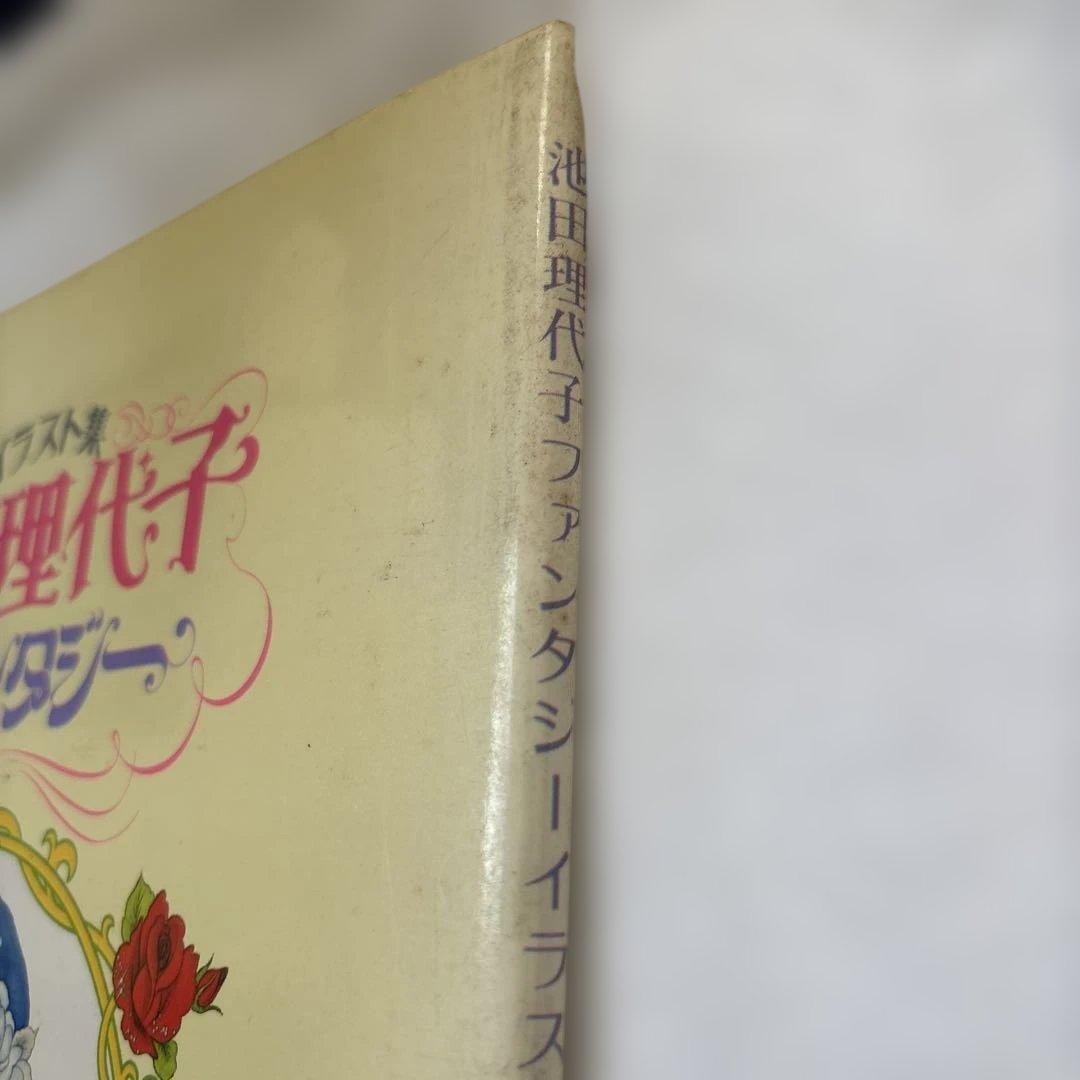 イラスト集
理代子
ンタジー
池田理代子ファンタジーイラス